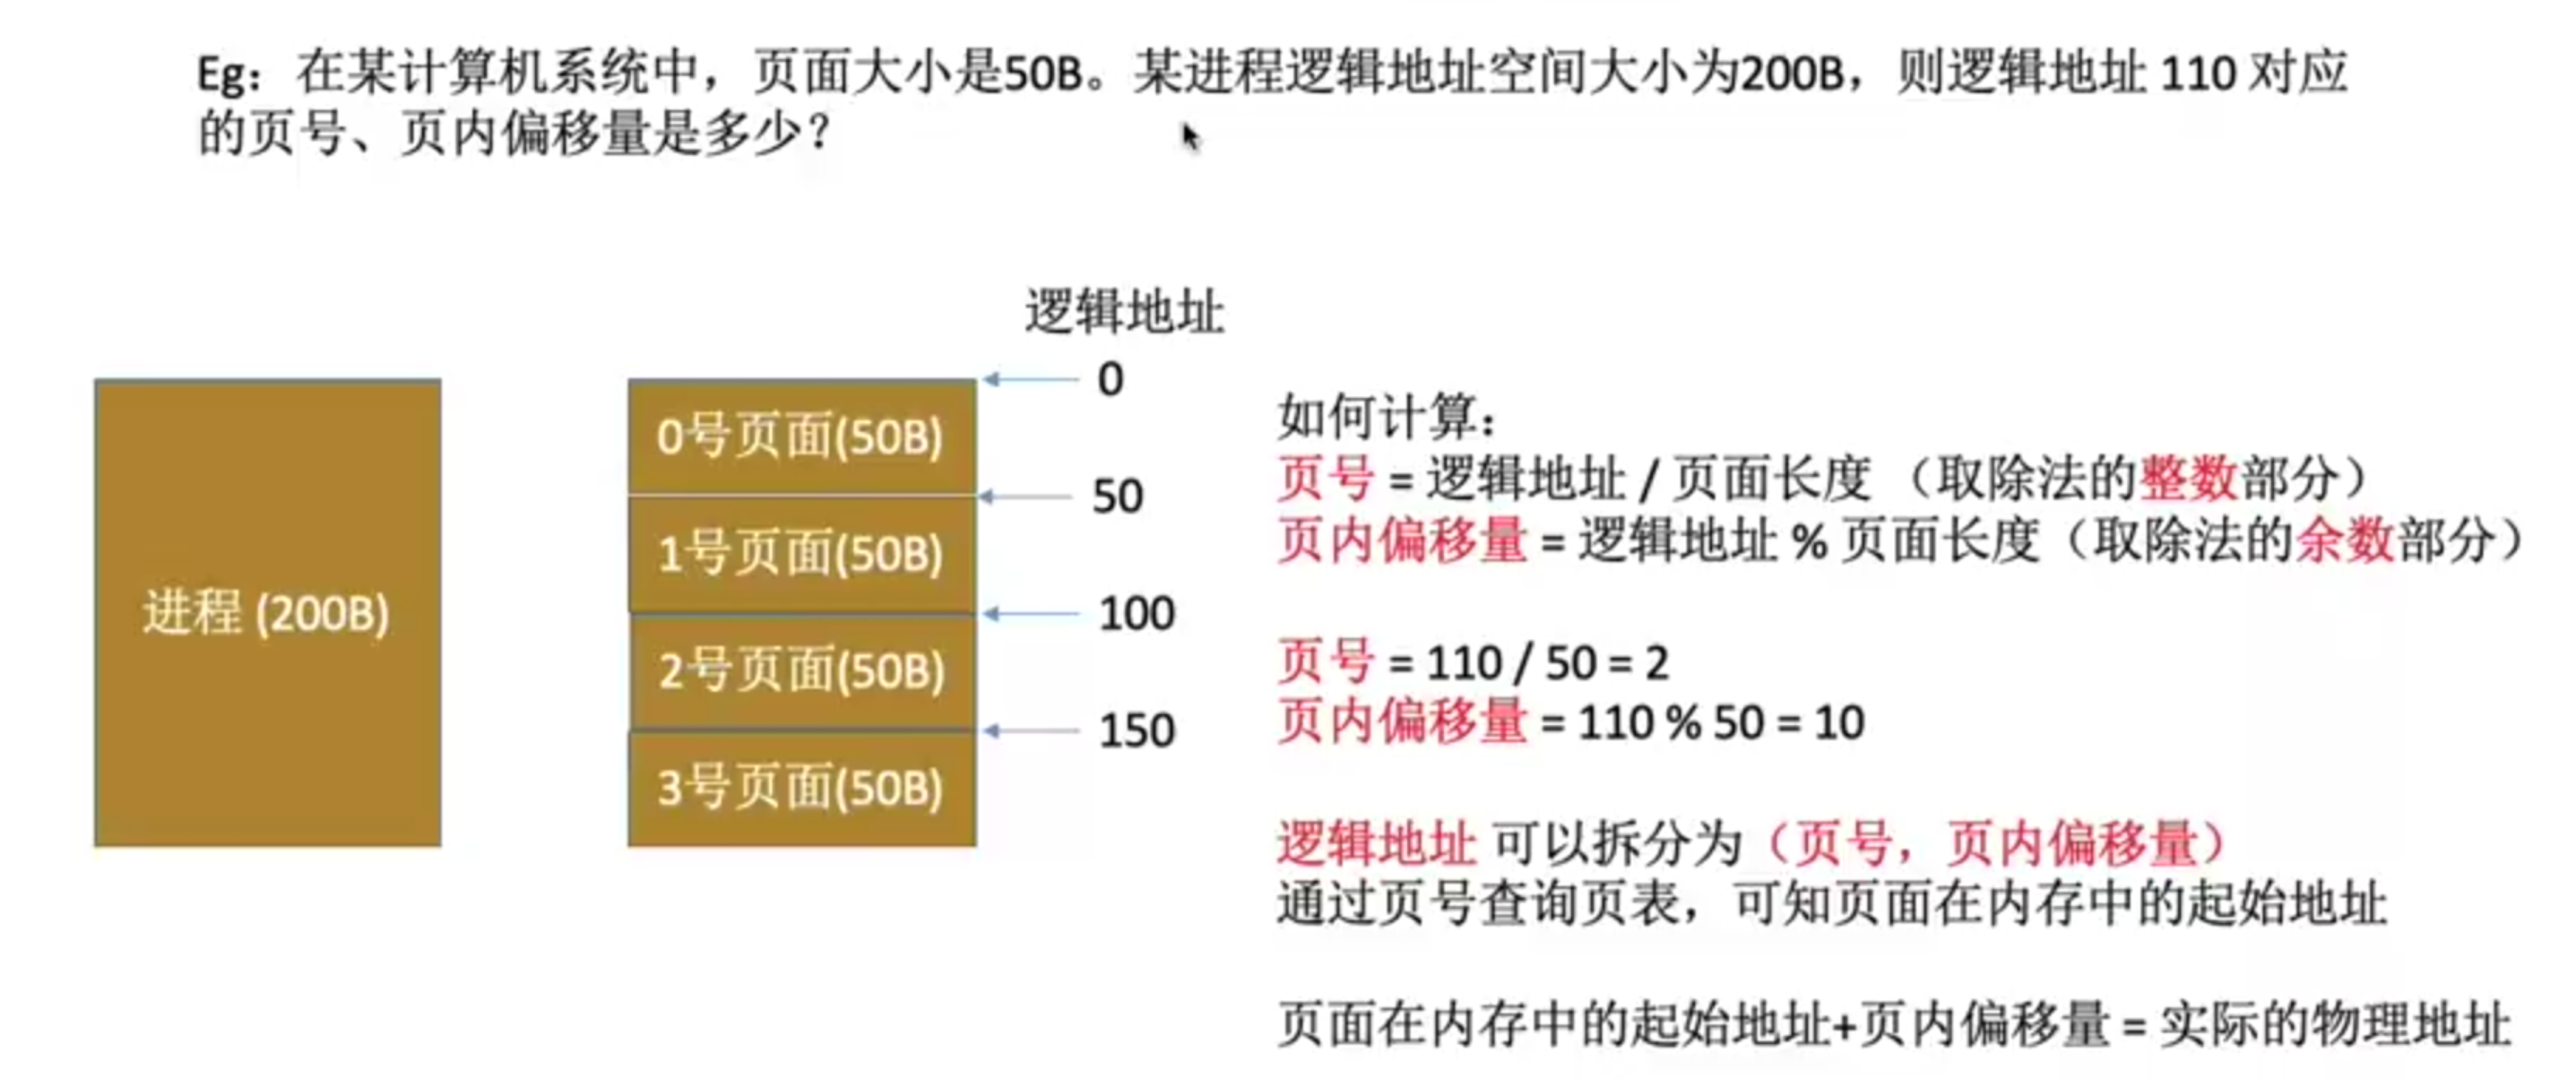 Eg：在某计算机系统中，页面大小是50B。某进程逻辑地址空间大小为200B，则逻辑地址 110 对应
的页号、页内偏移量是多少？
进程 (200B)
0号页面(50B)
1号页面(50B)
2号页面(50B)
3号页面(50B)
逻辑地址
0
50
100
150
如何计算：
页号 = 逻辑地址 / 页面长度 （取除法的整数部分）
页内偏移量 = 逻辑地址 % 页面长度（取除法的余数部分）
页号 = 110 / 50 = 2
页内偏移量 = 110 % 50 = 10
逻辑地址 可以拆分为（页号，页内偏移量）
通过页号查询页表，可知页面在内存中的起始地址
页面在内存中的起始地址+页内偏移量 = 实际的物理地址